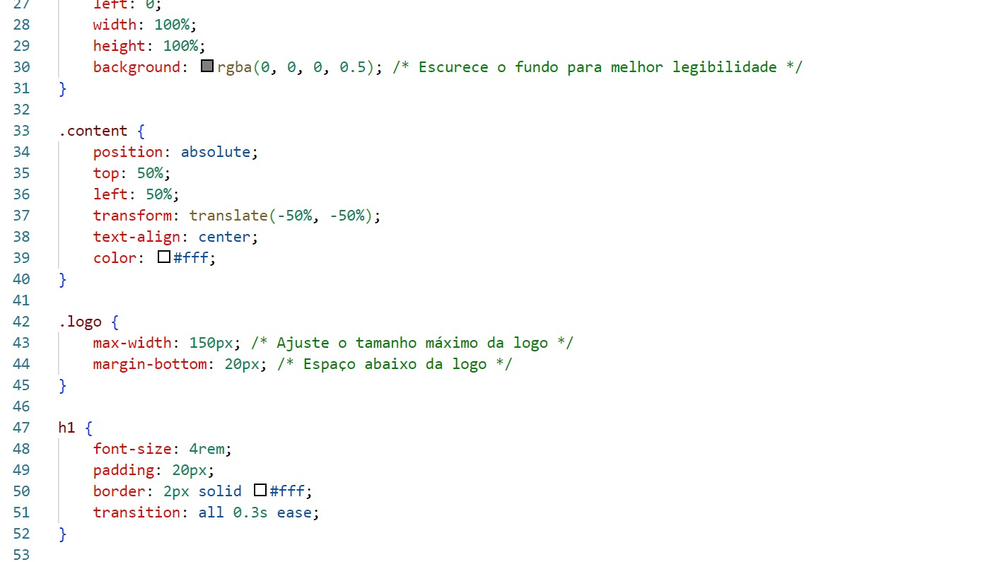 27 left: 0;
28 width: 100%;
29 height: 100%;
30 background: rgba(0, 0, 0, 0.5); /* Escurece o fundo para melhor legibilidade */
31 }
32
33 .content {
34 position: absolute;
35 top: 50%;
36 left: 50%;
37 transform: translate(-50%, -50%);
38 text-align: center;
39 color: #fff;
40 }
41
42 .logo {
43 max-width: 150px; /* Ajuste o tamanho máximo da logo */
44 margin-bottom: 20px; /* Espaço abaixo da logo */
45 }
46
47 h1 {
48 font-size: 4rem;
49 padding: 20px;
50 border: 2px solid #fff;
51 transition: all 0.3s ease;
52 }
53